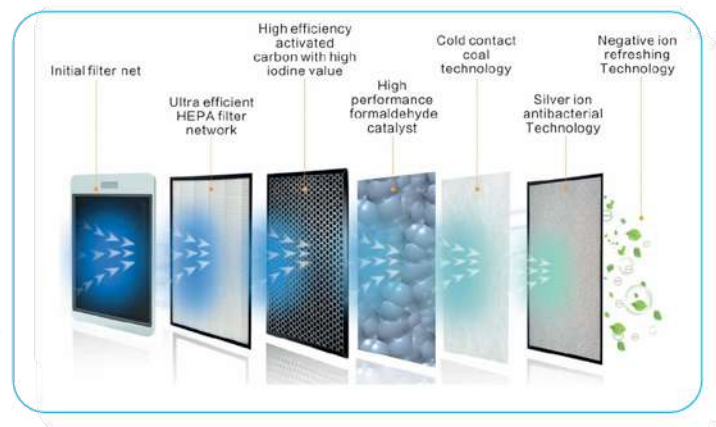 Initial filter net
Ultra efficient
HEPA filter
network
High efficiency
activated
carbon with high
iodine value
High
performance
formaldehyde
catalyst
Cold contact
coal
technology
Silver ion
antibacterial
Technology
Negative ion
refreshing
Technology